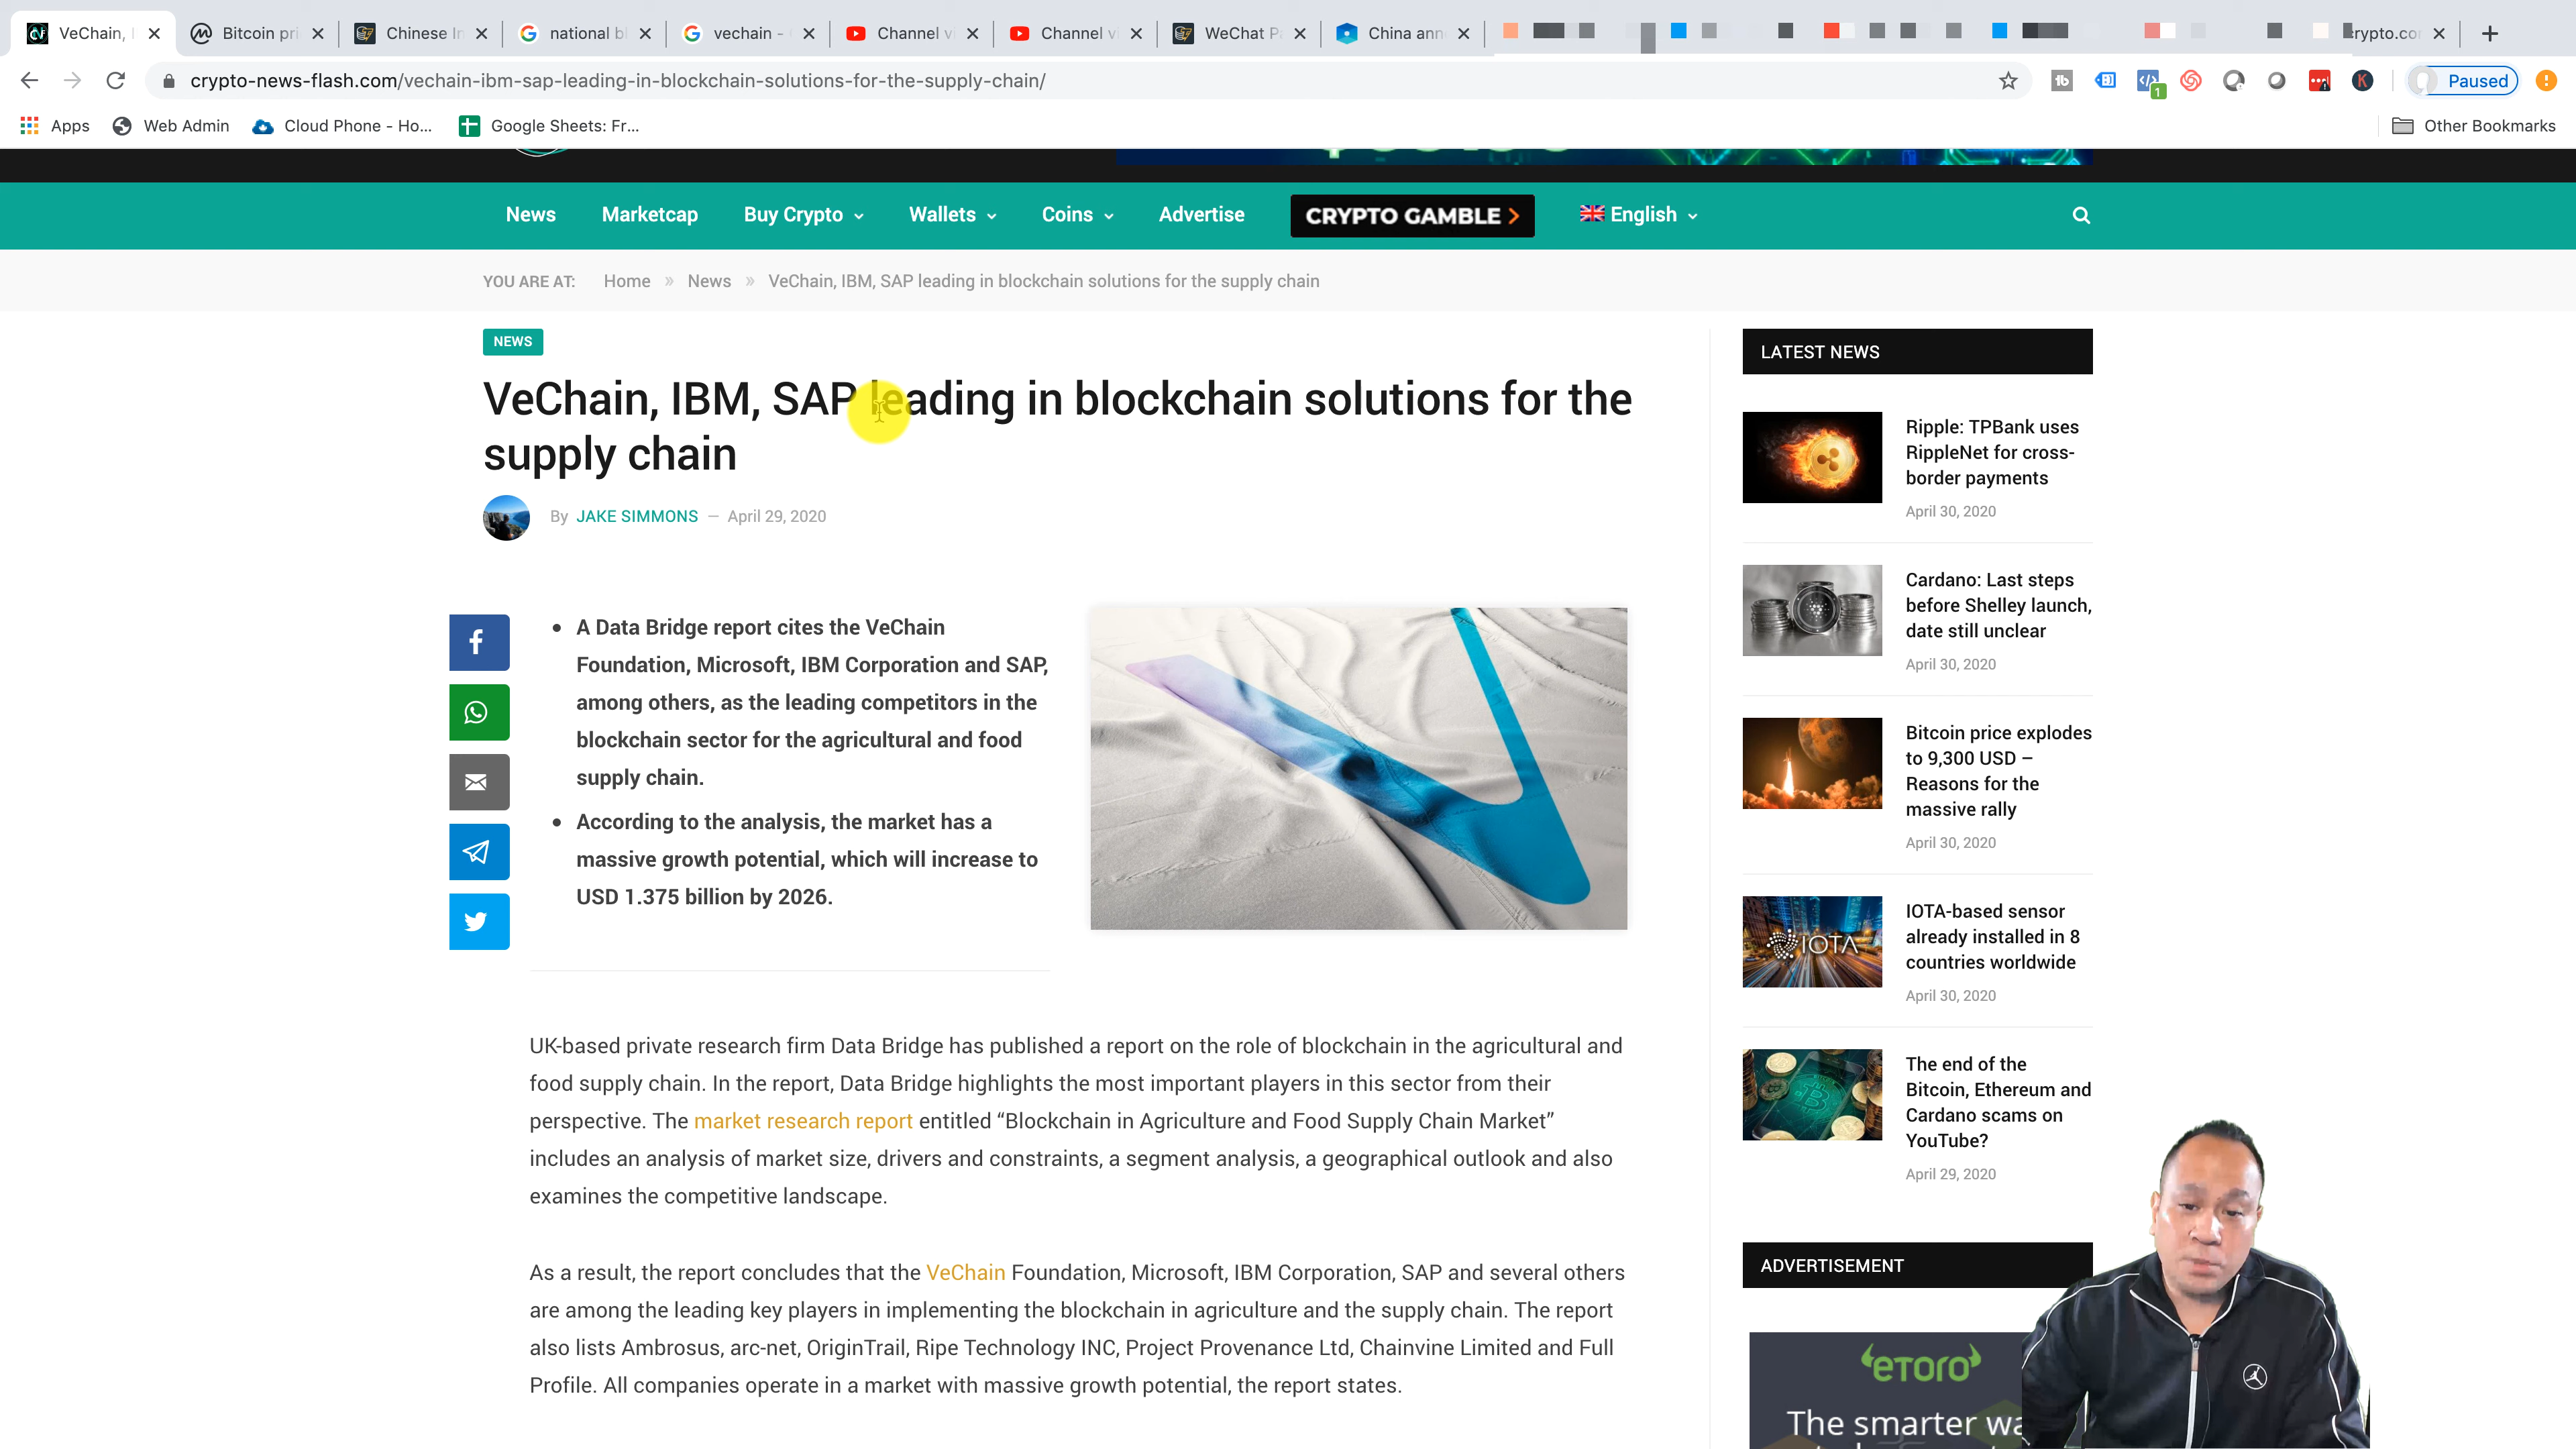 VeChain, I
Bitcoin pri
Chinese In
national bl
vechain -
Channel vi
Channel vi
WeChat Pa
China ann
crypto.co
crypto-news-flash.com/vechain-ibm-sap-leading-in-blockchain-solutions-for-the-supply-chain/
1
Paused
Apps
Web Admin
Cloud Phone - Ho...
Google Sheets: Fr...
Other Bookmarks
News
Marketcap
Buy Crypto
Wallets
Coins
Advertise
CRYPTO GAMBLE >
English
YOU ARE AT: Home » News » VeChain, IBM, SAP leading in blockchain solutions for the supply chain
NEWS
VeChain, IBM, SAP leading in blockchain solutions for the
supply chain
By JAKE SIMMONS — April 29, 2020
• A Data Bridge report cites the VeChain
Foundation, Microsoft, IBM Corporation and SAP,
among others, as the leading competitors in the
blockchain sector for the agricultural and food
supply chain.
• According to the analysis, the market has a
massive growth potential, which will increase to
USD 1.375 billion by 2026.
UK-based private research firm Data Bridge has published a report on the role of blockchain in the agricultural and
food supply chain. In the report, Data Bridge highlights the most important players in this sector from their
perspective. The market research report entitled “Blockchain in Agriculture and Food Supply Chain Market”
includes an analysis of market size, drivers and constraints, a segment analysis, a geographical outlook and also
examines the competitive landscape.
As a result, the report concludes that the VeChain Foundation, Microsoft, IBM Corporation, SAP and several others
are among the leading key players in implementing the blockchain in agriculture and the supply chain. The report
also lists Ambrosus, arc-net, OriginTrail, Ripe Technology INC, Project Provenance Ltd, Chainvine Limited and Full
Profile. All companies operate in a market with massive growth potential, the report states.
LATEST NEWS
Ripple: TPBank uses
RippleNet for cross-
border payments
April 30, 2020
Cardano: Last steps
before Shelley launch,
date still unclear
April 30, 2020
Bitcoin price explodes
to 9,300 USD –
Reasons for the
massive rally
April 30, 2020
IOTA
IOTA-based sensor
already installed in 8
countries worldwide
April 30, 2020
The end of the
Bitcoin, Ethereum and
Cardano scams on
YouTube?
April 29, 2020
ADVERTISEMENT
eToro
The smarter wa